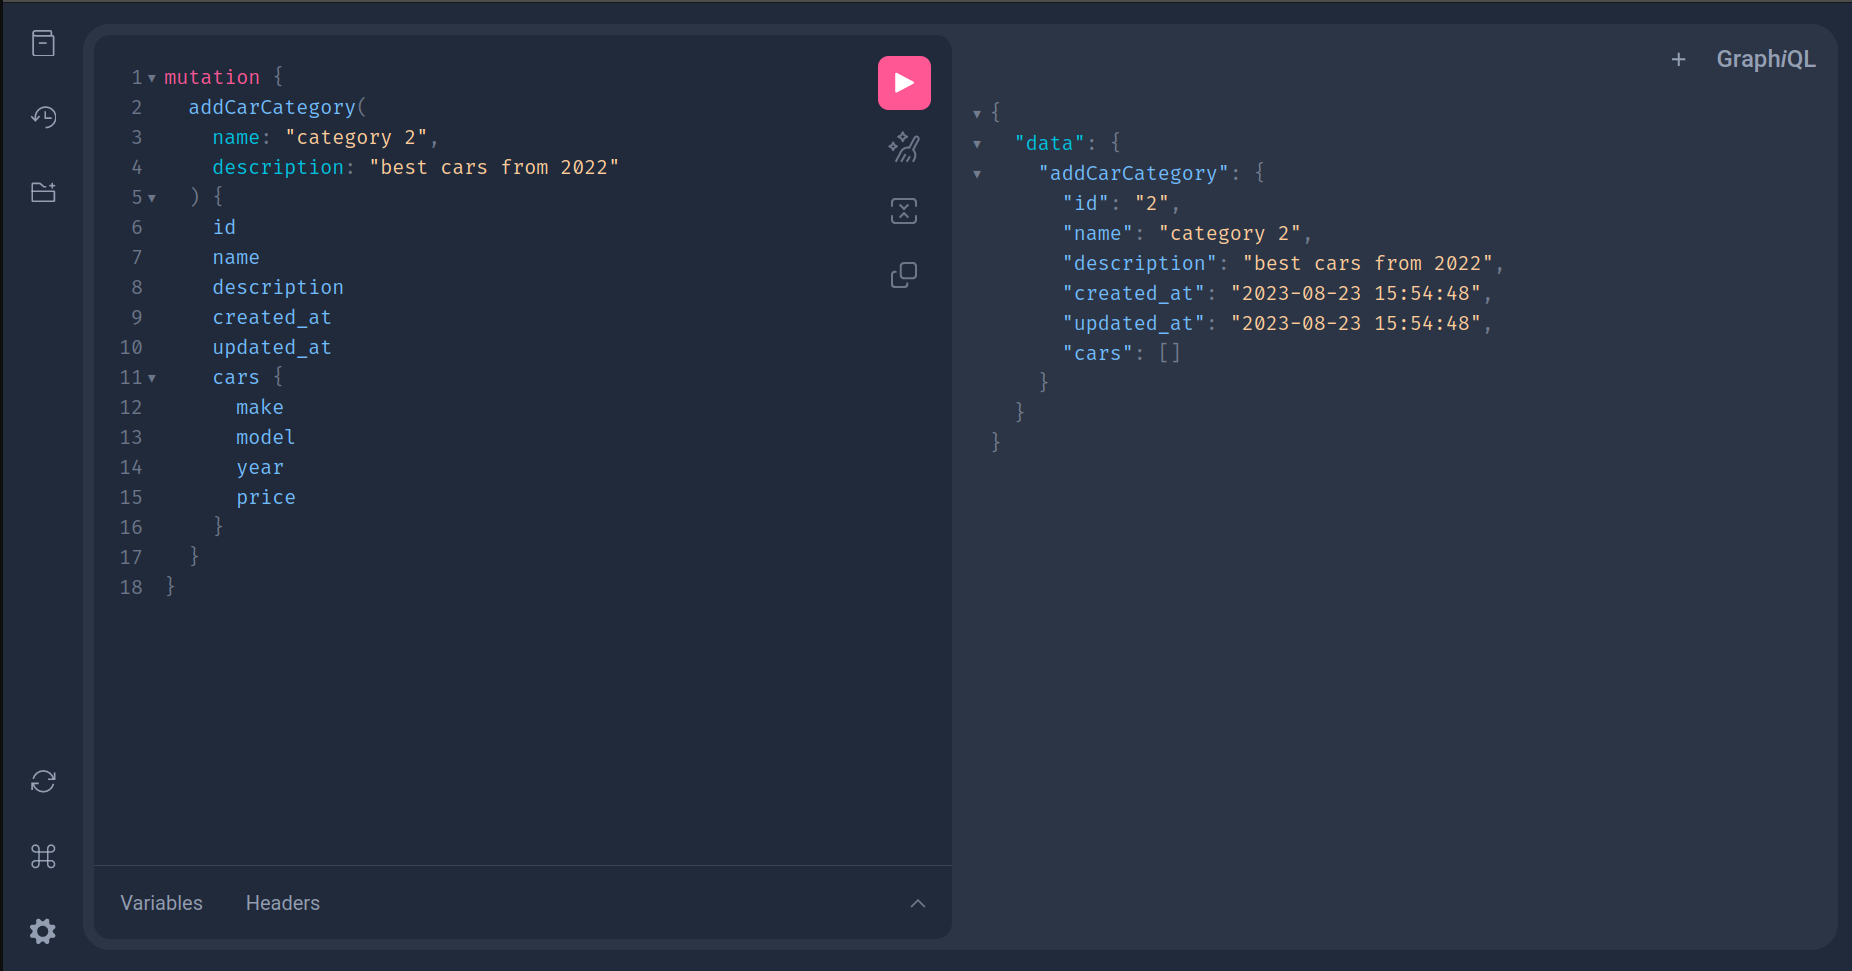 1 mutation {
2 addCarCategory(
3 name: "category 2",
4 description: "best cars from 2022"
5 ) {
6 id
7 name
8 description
9 created_at
10 updated_at
11 cars {
12 make
13 model
14 year
15 price
16 }
17 }
18 }
Variables Headers
+ GraphiQL
{
"data": {
"addCarCategory": {
"id": "2",
"name": "category 2",
"description": "best cars from 2022",
"created_at": "2023-08-23 15:54:48",
"updated_at": "2023-08-23 15:54:48",
"cars": []
}
}
}